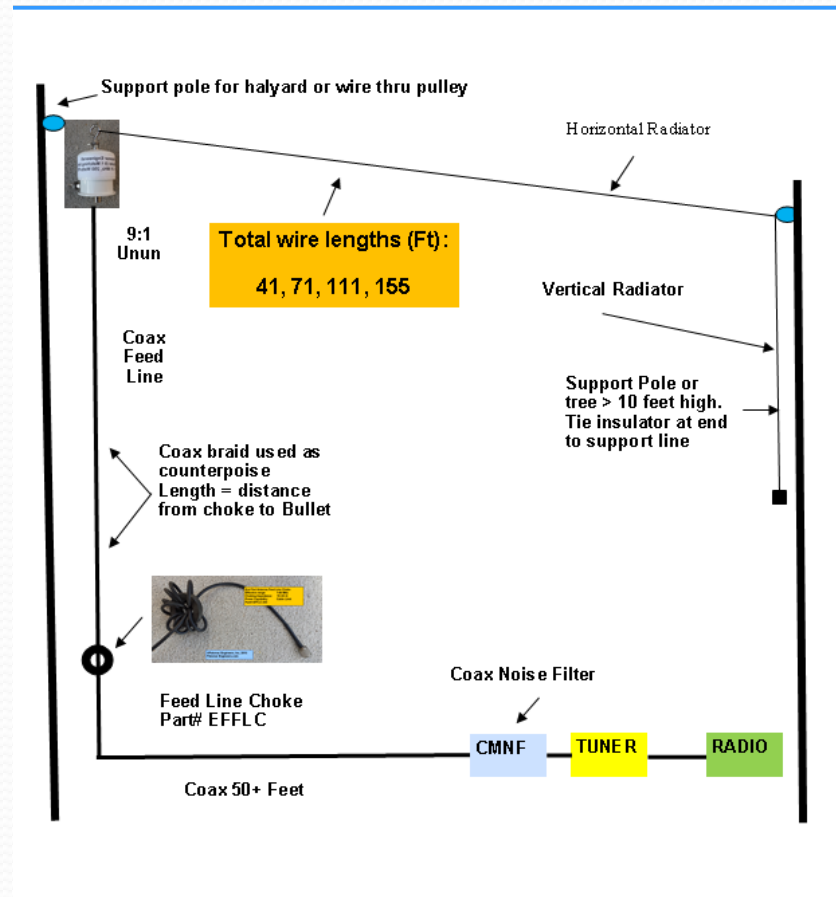 Support pole for halyard or wire thru pulley
Horizontal Radiator
9:1
Unun
Total wire lengths (Ft):
41, 71, 111, 155
Vertical Radiator
Coax
Feed
Line
Support Pole or
tree > 10 feet high.
Tie insulator at end
to support line
Coax braid used as
counterpoise
Length = distance
from choke to Bullet
Coax Noise Filter
Feed Line Choke
Part# EFFLC
CMNF
TUNER
RADIO
Coax 50+ Feet